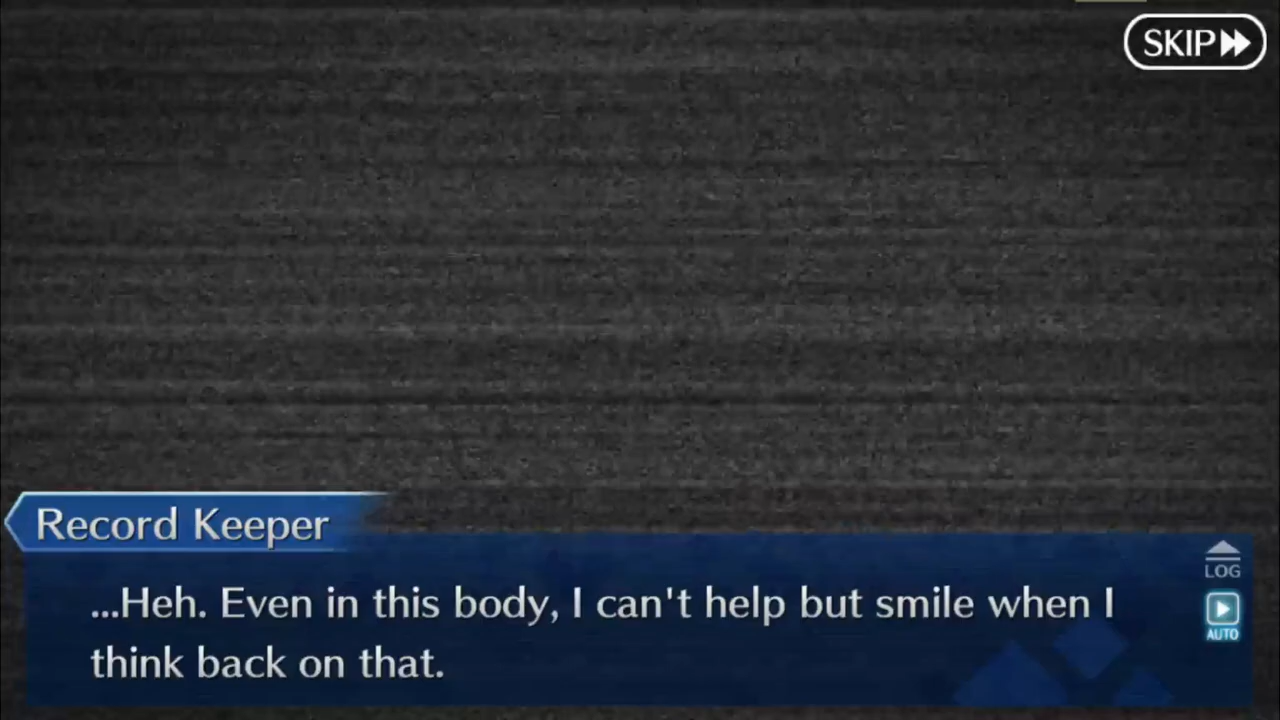 SKIP
Record Keeper
...Heh. Even in this body, I can't help but smile when I
think back on that.
LOG
AUTO